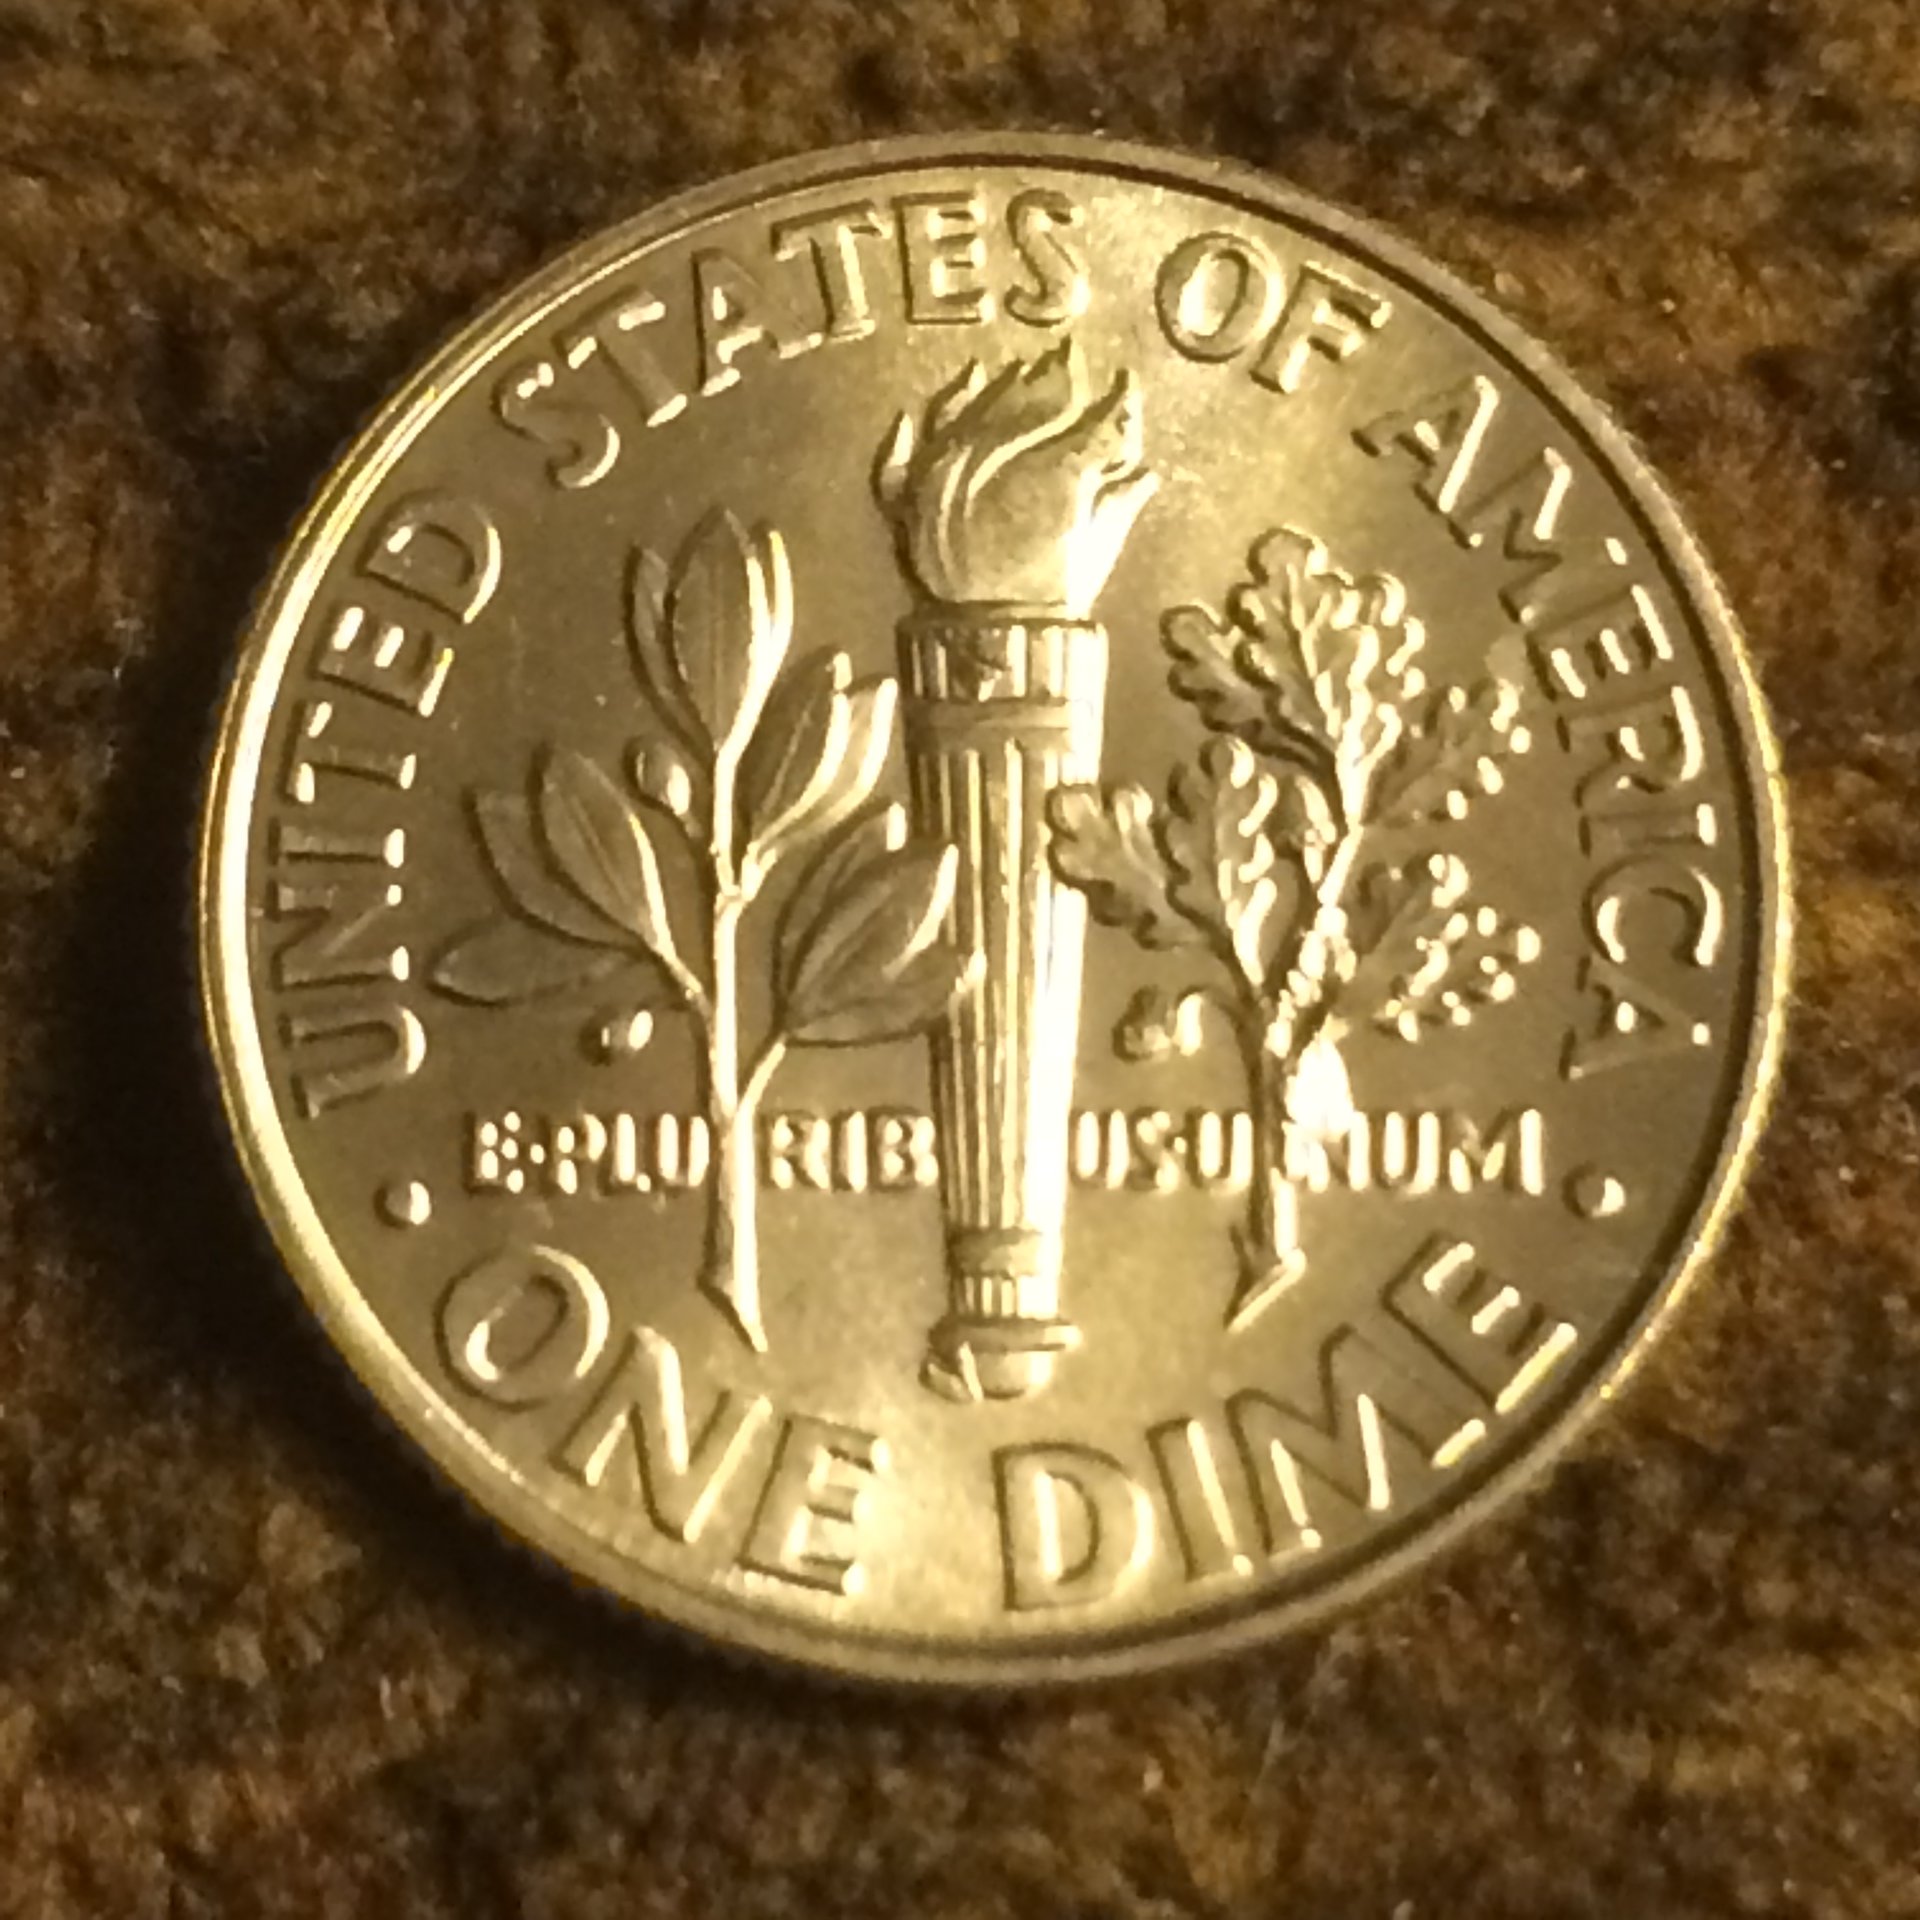 UNITED STATES OF AMERICA
E·PLURIBUS·UNUM
· ONE DIME ·